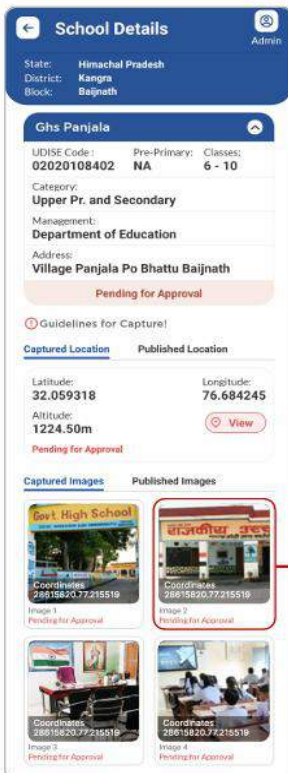 School Details
Admin
State: Himachal Pradesh
District: Kangra
Block: Baijnath
Ghs Panjala
UDISE Code : Pre-Primary: Classes:
02020108402 NA 6 - 10
Category:
Upper Pr. and Secondary
Management:
Department of Education
Address:
Village Panjala Po Bhattu Baijnath
Pending for Approval
Guidelines for Capture!
Captured Location Published Location
Latitude: Longitude:
32.059318 76.684245
Altitude:
1224.50m View
Pending for Approval
Captured Images Published Images
Govt. High School
राजकीय उच्च
Coordinates Coordinates
28615820.77.215519 28615820.77.215519
Image 1 Image 2
Pending for Approval Pending for Approval
Coordinates Coordinates
28615820.77.215519 28615820.77.215519
Image 3 Image 4
Pending for Approval Pending for Approval